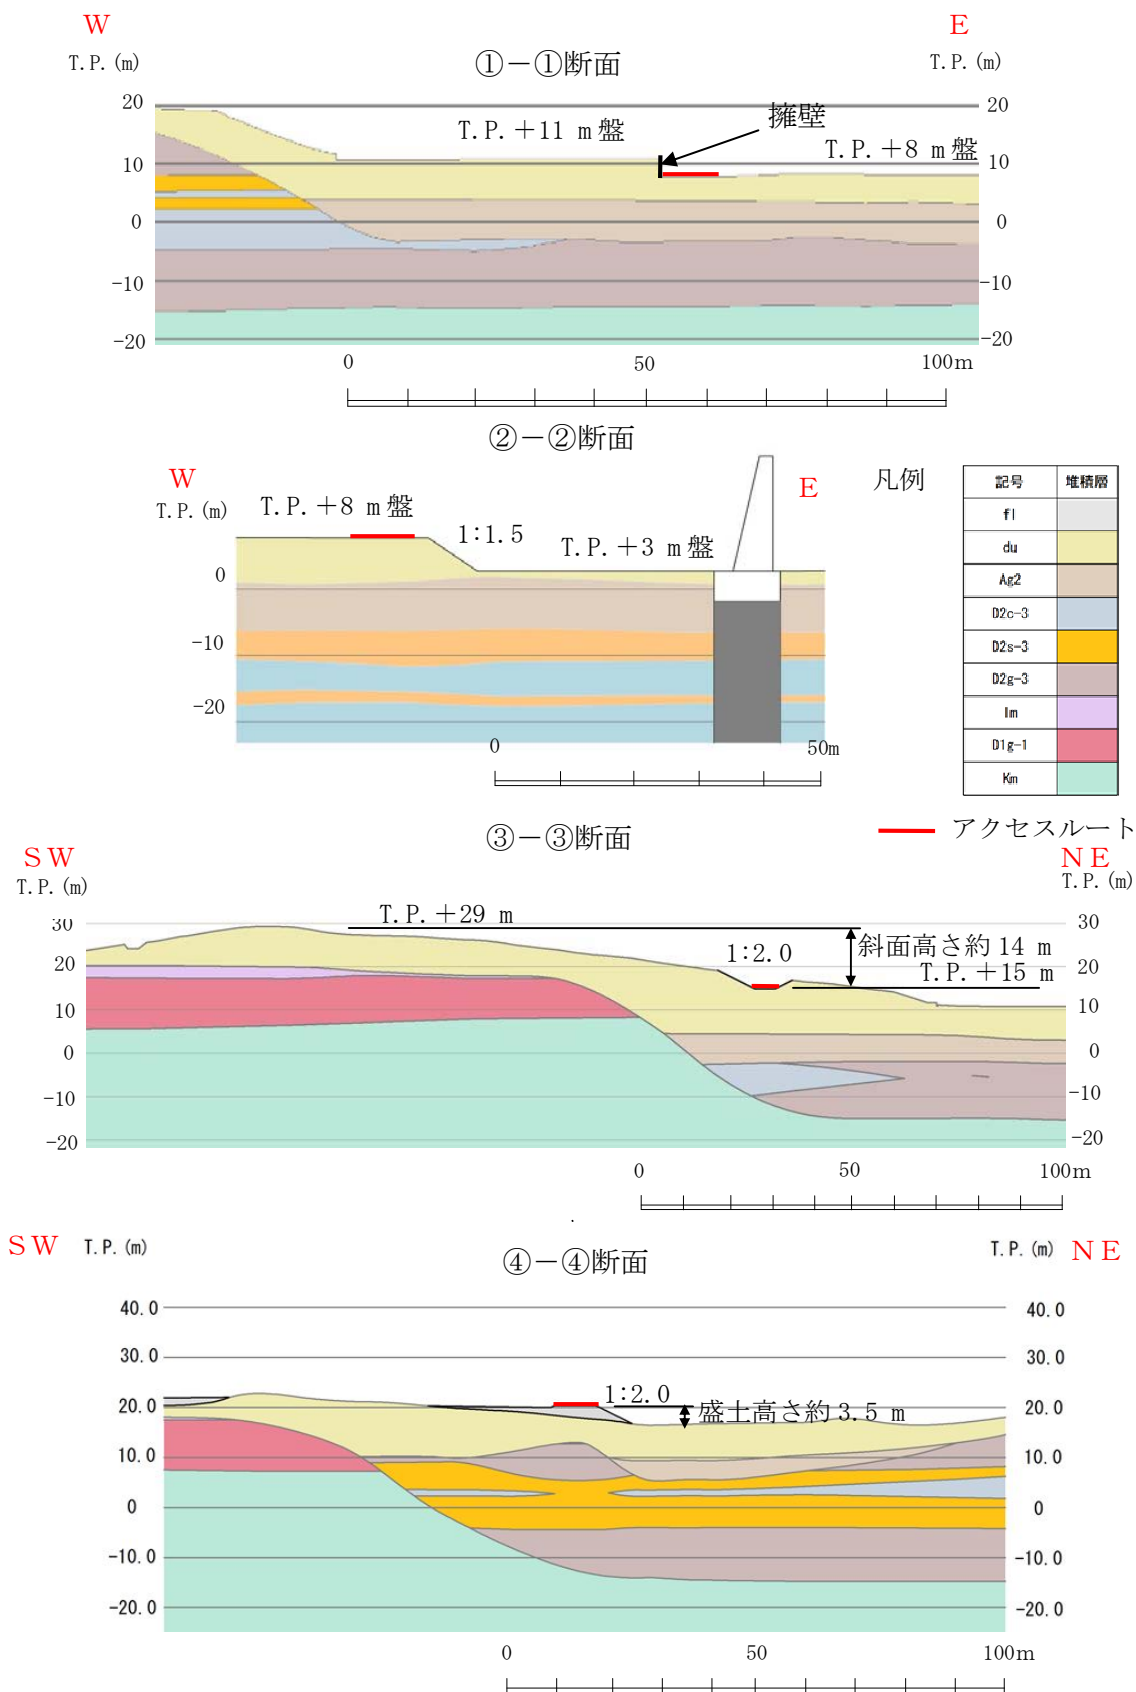 W
E
T.P.(m)
①－①断面
T.P.(m)
20
20
T.P.＋11 m盤
擁壁
T.P.＋8 m盤
10
10
0
0
-10
-10
-20
-20
0
50
100m
②－②断面
W
E
凡例
T.P.(m)
T.P.＋8 m盤
1:1.5
T.P.＋3 m盤
0
-10
-20
0
50m
記号 堆積層
fl
du
Ag2
D2c-3
D2s-3
D2g-3
lm
D1g-1
Km
アクセスルート
③－③断面
SW
NE
T.P.(m)
T.P.(m)
30
30
T.P.＋29 m
1:2.0
斜面高さ約14 m
T.P.＋15 m
20
20
10
10
0
0
-10
-10
-20
-20
0
50
100m
SW
T.P.(m)
④－④断面
T.P.(m)
NE
40.0
40.0
30.0
30.0
1:2.0
盛土高さ約3.5 m
20.0
20.0
10.0
10.0
0
0
-10.0
-10.0
-20.0
-20.0
0
50
100m